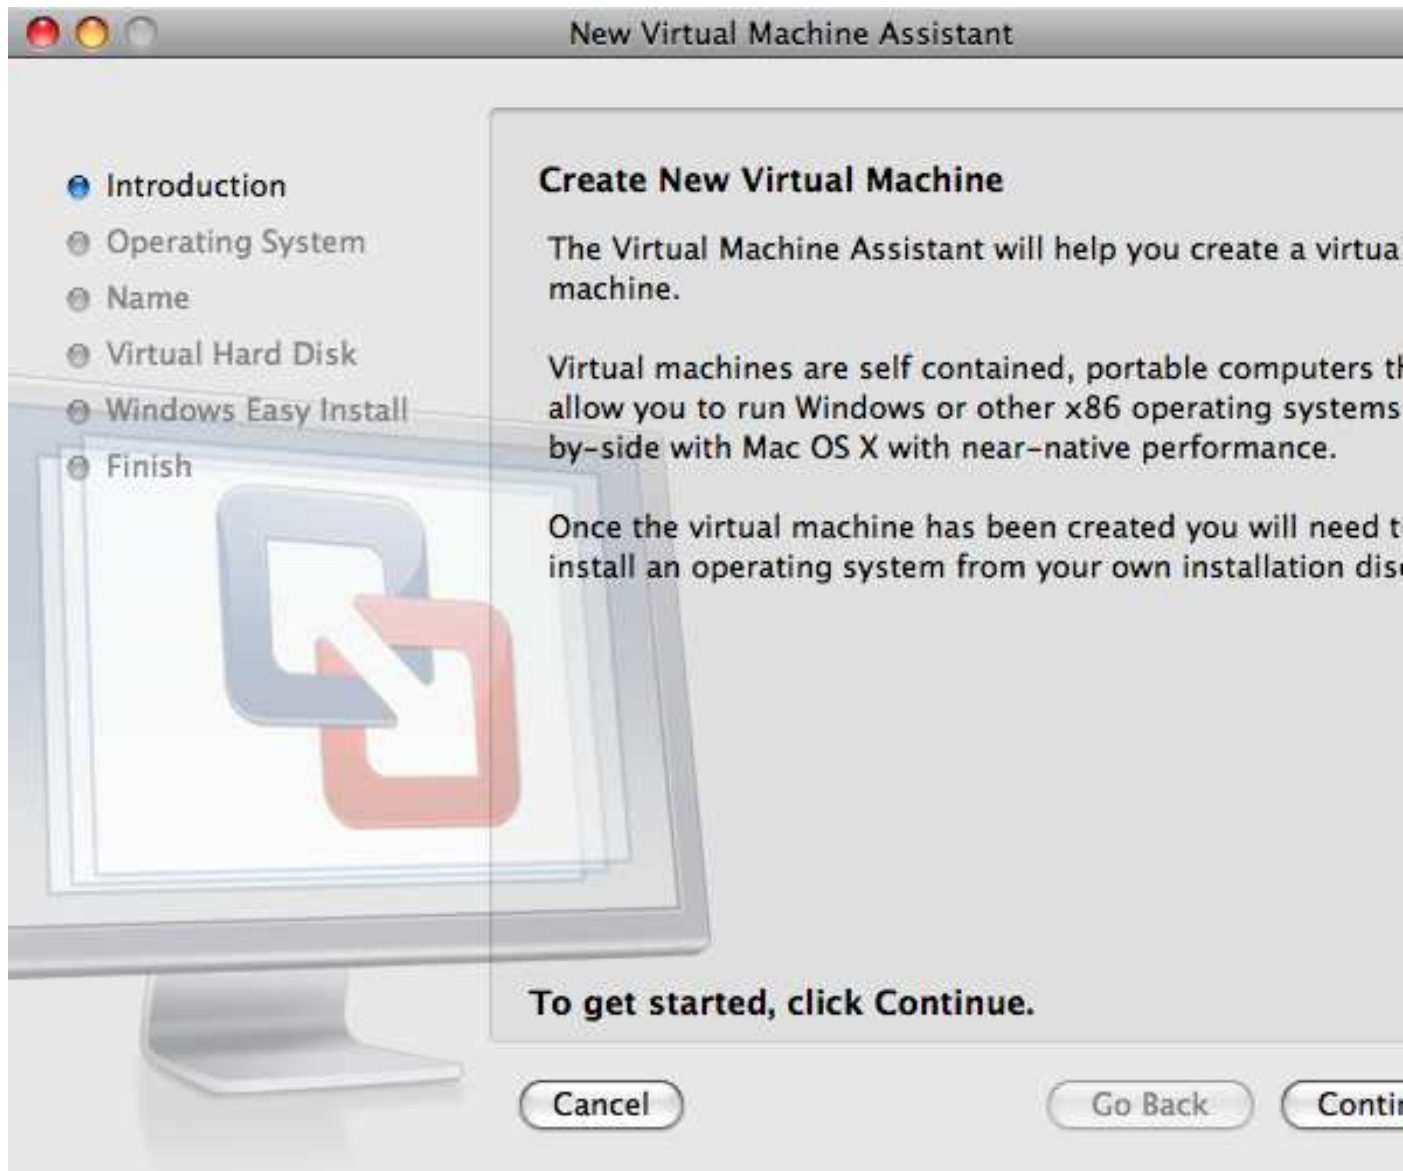 New Virtual Machine Assistant
Introduction
Operating System
Name
Virtual Hard Disk
Windows Easy Install
Finish
Create New Virtual Machine
The Virtual Machine Assistant will help you create a
machine.
Virtual machines are self contained, portable computers
allow you to run Windows or other x86 operating systems
by-side with Mac OS X with near-native performance.
Once the virtual machine has been created you will need
install an operating system from your own installation
To get started, click Continue.
Cancel
Go Back